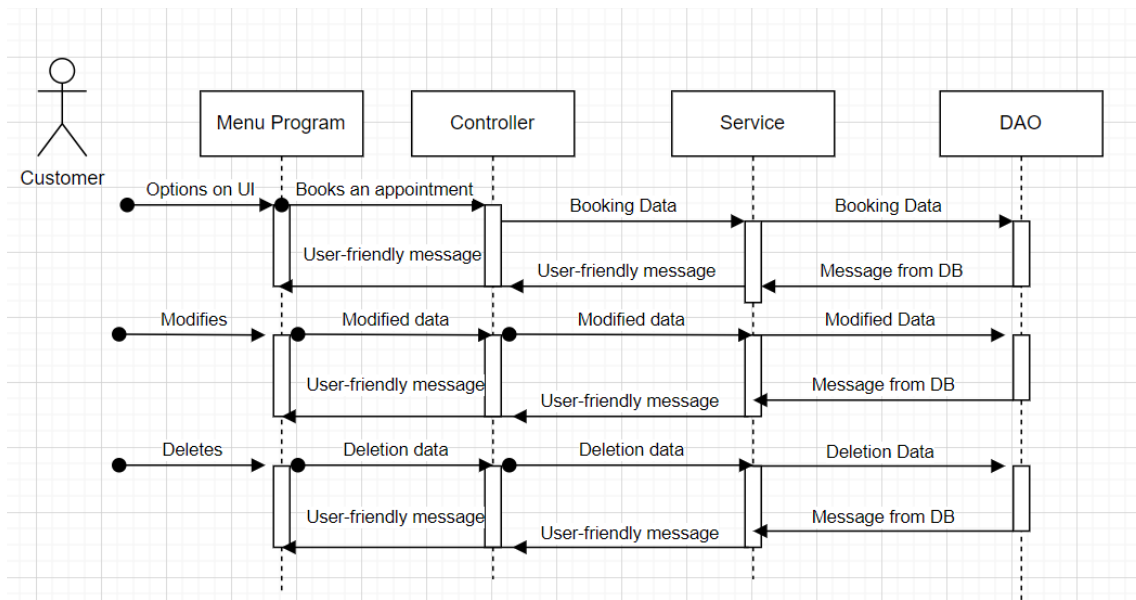 Menu Program
Controller
Service
DAO
Customer
Options on UI
Books an appointment
Booking Data
Booking Data
User-friendly message
User-friendly message
Message from DB
Modifies
Modified data
Modified data
Modified Data
User-friendly message
User-friendly message
Message from DB
Deletes
Deletion data
Deletion data
Deletion Data
User-friendly message
User-friendly message
Message from DB